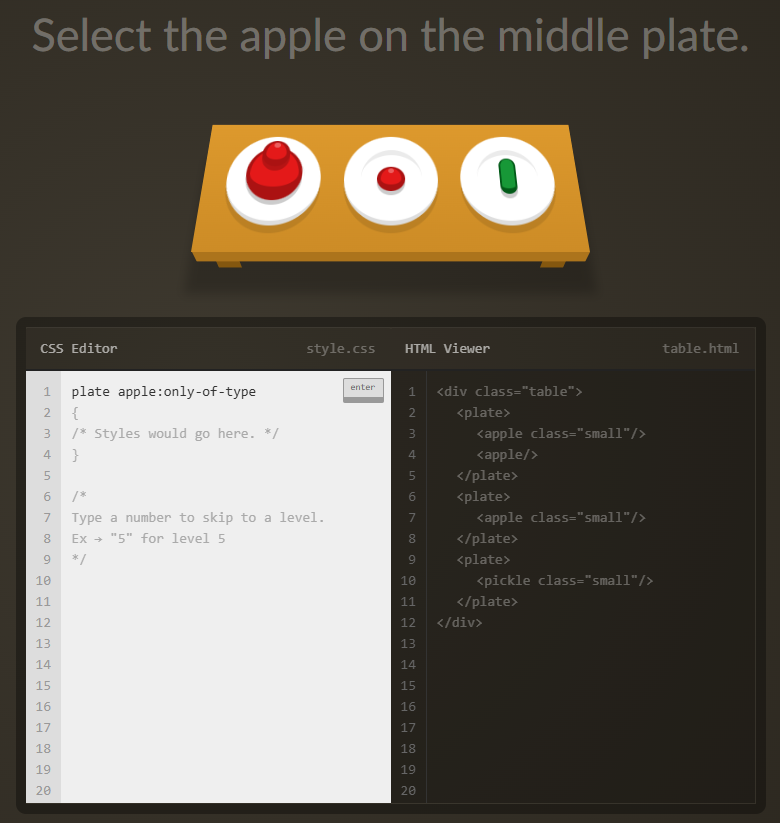 Select the apple on the middle plate.
CSS Editor style.css HTML Viewer table.html
enter
1 plate apple:only-of-type
2 {
3 /* Styles would go here. */
4 }
5
6 /*
7 Type a number to skip to a level.
8 Ex → "5" for level 5
9 */
10
11
12
13
14
15
16
17
18
19
20
1 <div class="table">
2 <plate>
3 <apple class="small"/>
4 <apple/>
5 </plate>
6 <plate>
7 <apple class="small"/>
8 </plate>
9 <plate>
10 <pickle class="small"/>
11 </plate>
12 </div>
13
14
15
16
17
18
19
20